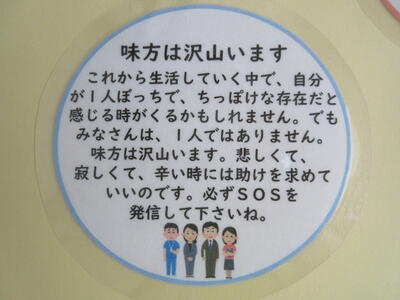 味方は沢山います
これから生活していく中で、自分
が1人ぼっちで、ちっぽけな存在だと
感じる時がくるかもしれません。でも
みなさんは、1人ではありません。
味方は沢山います。悲しくて、
寂しくて、辛い時には助けを求めて
いいのです。必ずSOSを
発信して下さいね。